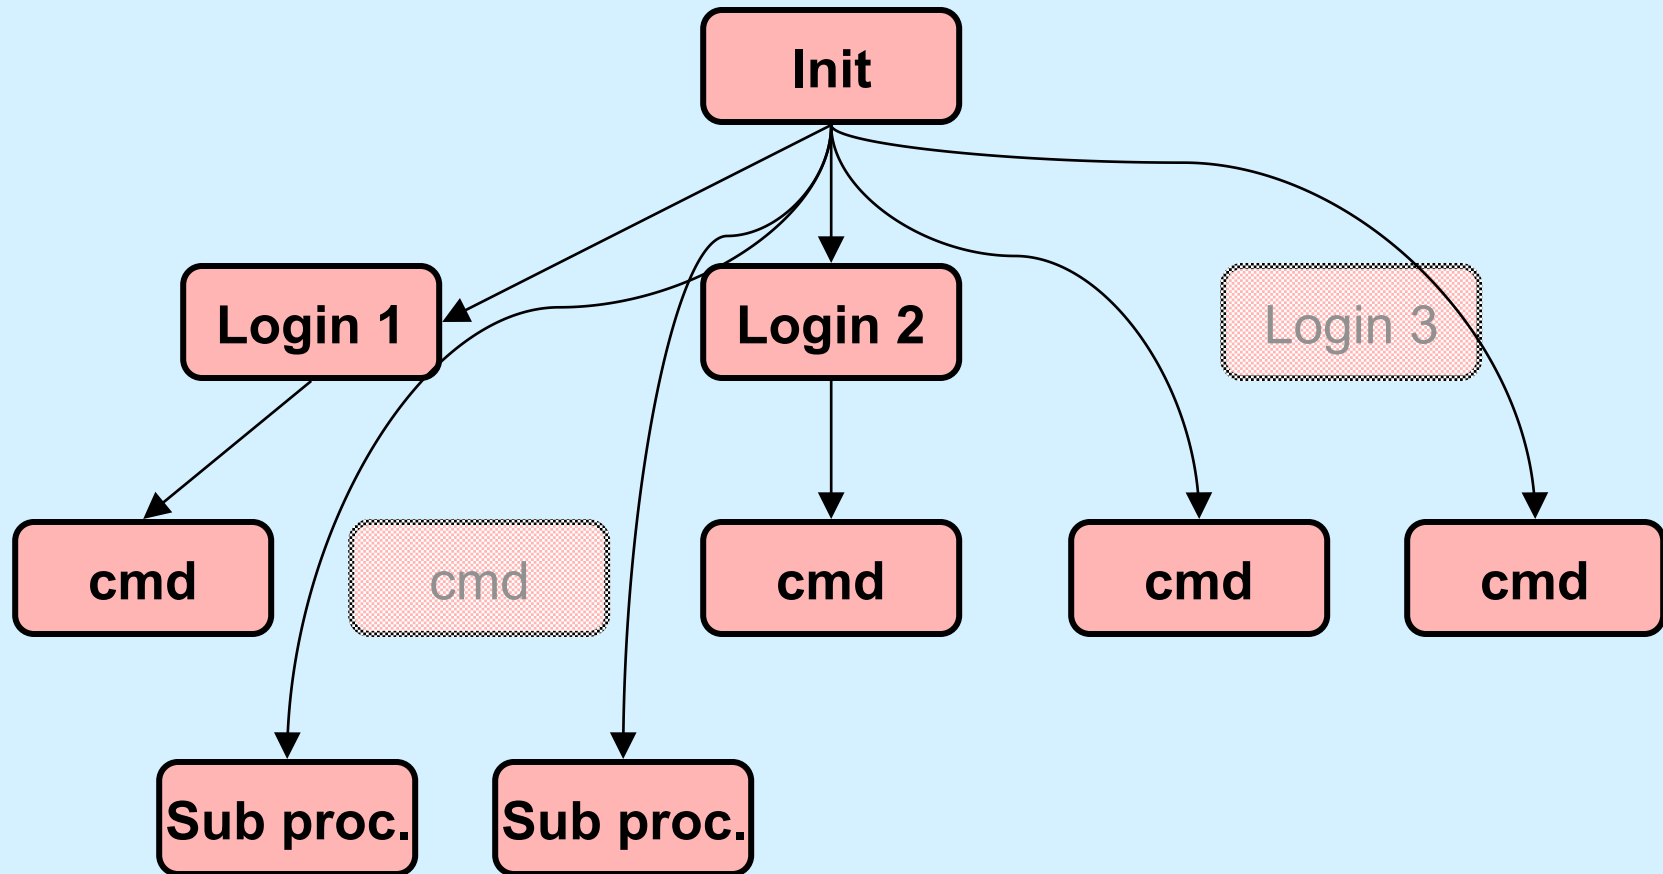 Init
Login 1
Login 2
Login 3
cmd
cmd
cmd
cmd
cmd
Sub proc.
Sub proc.